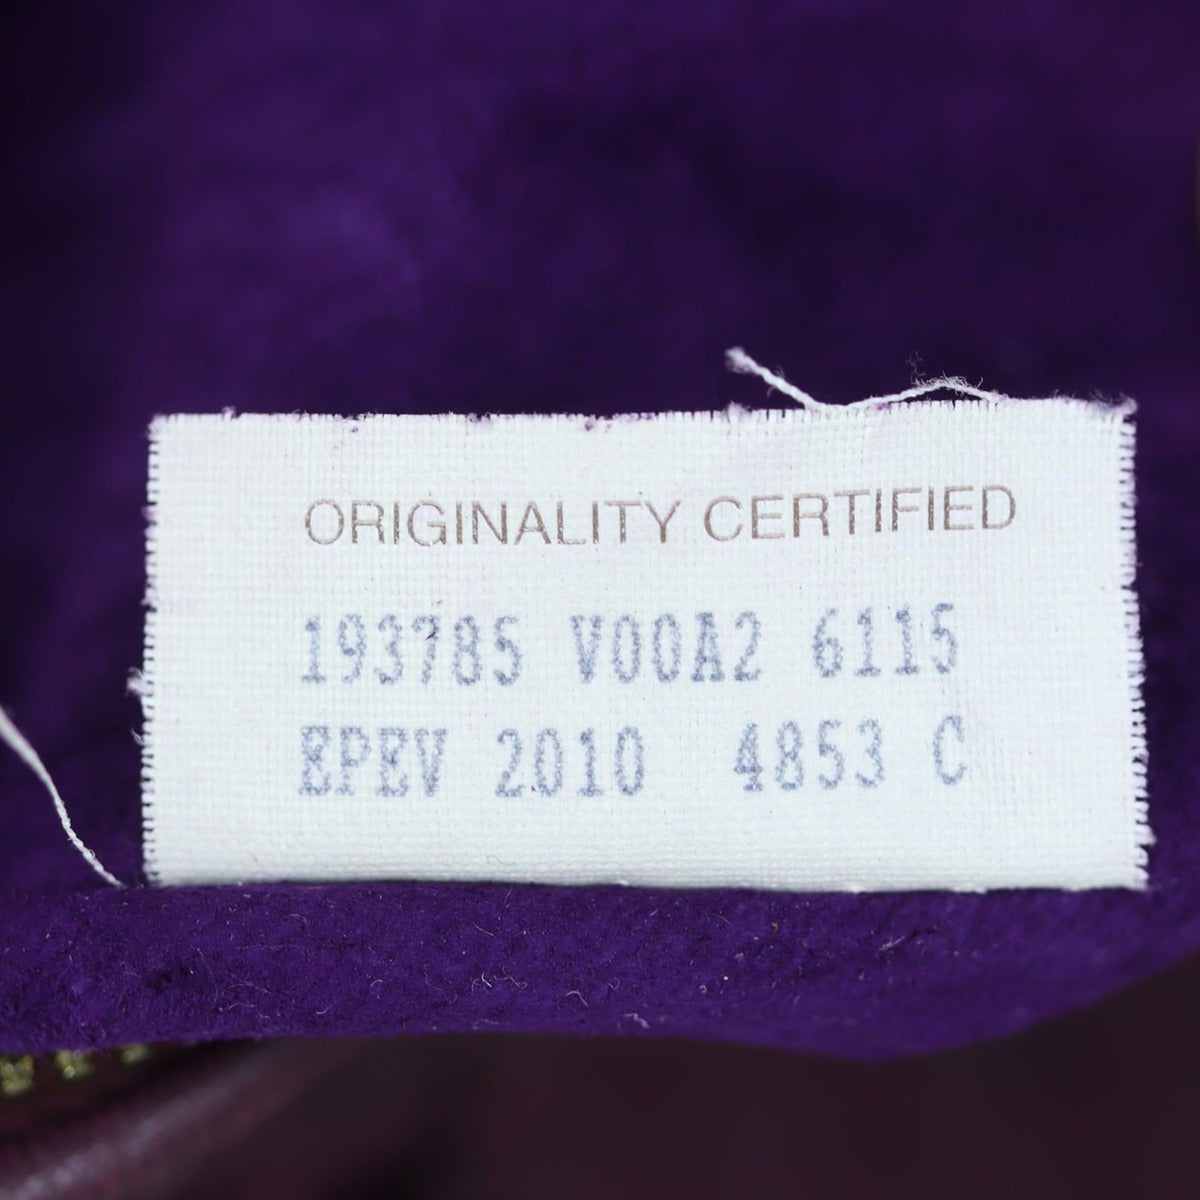 ORIGINALITY CERTIFIED
193785 V00A2 6115
EPEV 2010 4853 C